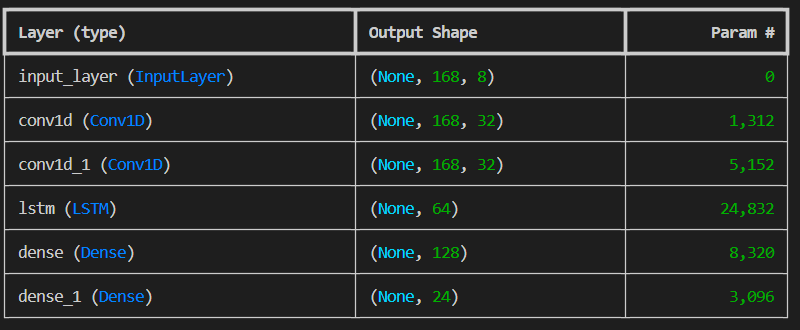 Layer (type) Output Shape Param #
input_layer (InputLayer) (None, 168, 8) 0
conv1d (Conv1D) (None, 168, 32) 1,312
conv1d_1 (Conv1D) (None, 168, 32) 5,152
lstm (LSTM) (None, 64) 24,832
dense (Dense) (None, 128) 8,320
dense_1 (Dense) (None, 24) 3,096